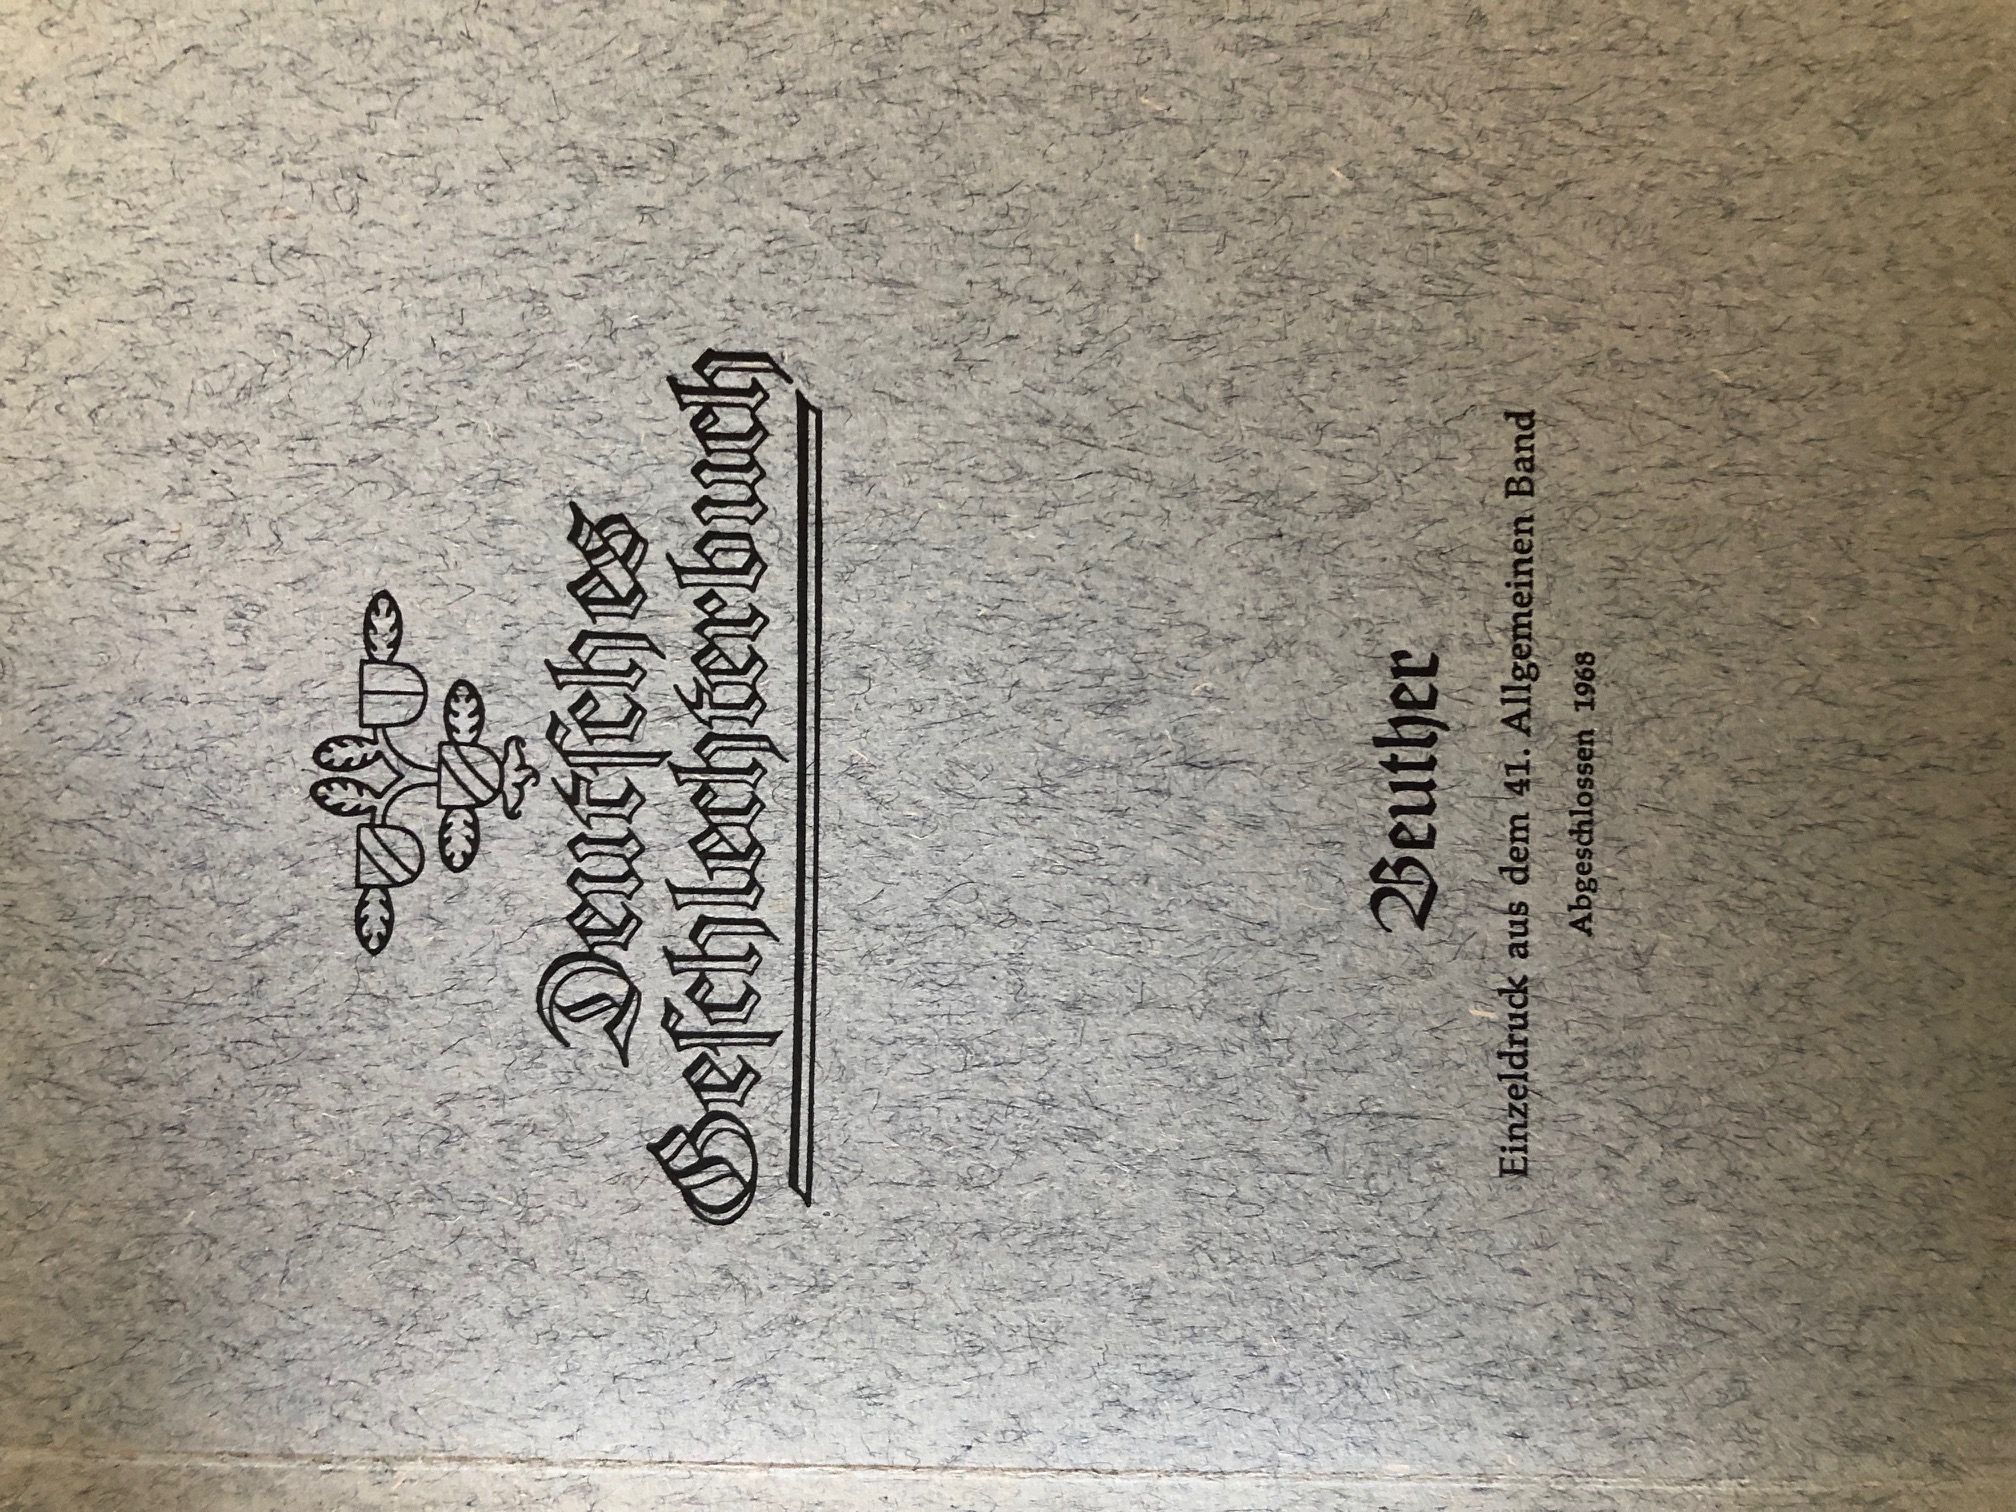 Deutſches
Geſchlechterbuch
Beuther
Einzeldruck aus dem 41. Allgemeinen Band
Abgeschlossen 1968